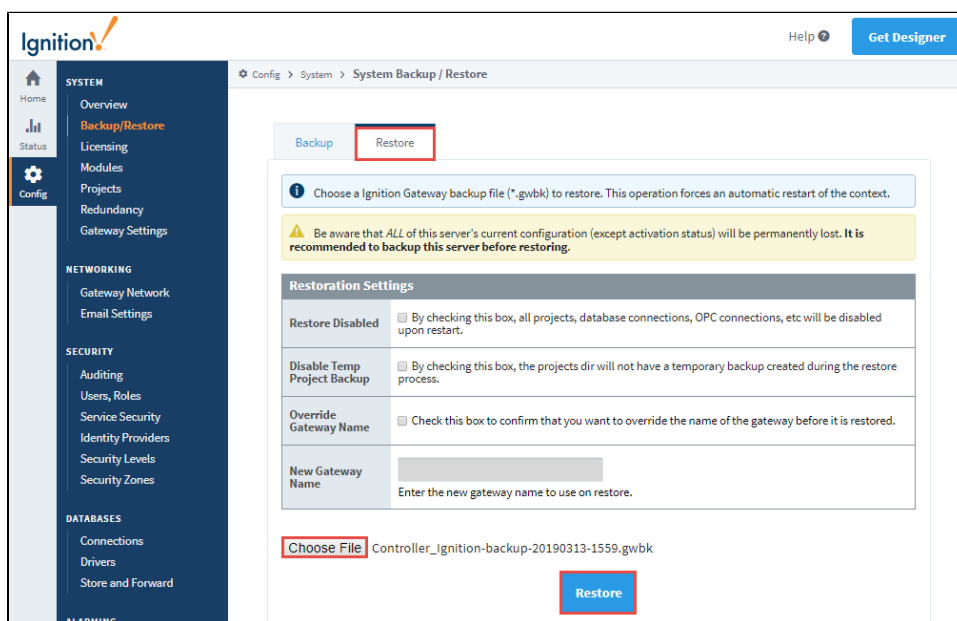 Ignition!
Help ?
Get Designer
Home
Status
Config
SYSTEM
Overview
Backup/Restore
Licensing
Modules
Projects
Redundancy
Gateway Settings
NETWORKING
Gateway Network
Email Settings
SECURITY
Auditing
Users, Roles
Service Security
Identity Providers
Security Levels
Security Zones
DATABASES
Connections
Drivers
Store and Forward
ALARMING
Config > System > System Backup / Restore
Backup
Restore
Choose a Ignition Gateway backup file (*.gwbk) to restore. This operation forces an automatic restart of the context.
Be aware that ALL of this server's current configuration (except activation status) will be permanently lost. It is
recommended to backup this server before restoring.
Restoration Settings
Restore Disabled
By checking this box, all projects, database connections, OPC connections, etc will be disabled
upon restart.
Disable Temp
Project Backup
By checking this box, the projects dir will not have a temporary backup created during the restore
process.
Override
Gateway Name
Check this box to confirm that you want to override the name of the gateway before it is restored.
New Gateway
Name
Enter the new gateway name to use on restore.
Choose File Controller_Ignition-backup-20190313-1559.gwbk
Restore